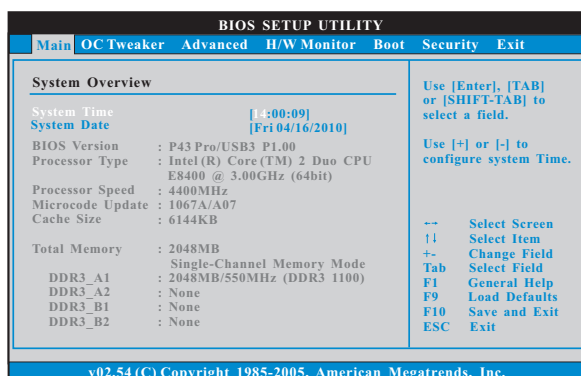 BIOS SETUP UTILITY
Main OC Tweaker Advanced H/W Monitor Boot Security Exit
System Overview
System Time [14:00:09]
System Date [Fri 04/16/2010]
BIOS Version : P43 Pro/USB3 P1.00
Processor Type : Intel (R) Core (TM) 2 Duo CPU
E8400 @ 3.00GHz (64bit)
Processor Speed : 4400MHz
Microcode Update : 1067A/A07
Cache Size : 6144KB
Total Memory : 2048MB
Single-Channel Memory Mode
DDR3_A1 : 2048MB/550MHz (DDR3 1100)
DDR3_A2 : None
DDR3_B1 : None
DDR3_B2 : None
Use [Enter], [TAB]
or [SHIFT-TAB] to
select a field.
Use [+] or [-] to
configure system Time.
←→ Select Screen
↑↓ Select Item
+- Change Field
Tab Select Field
F1 General Help
F9 Load Defaults
F10 Save and Exit
ESC Exit
v02.54 (C) Copyright 1985-2005, American Megatrends, Inc.